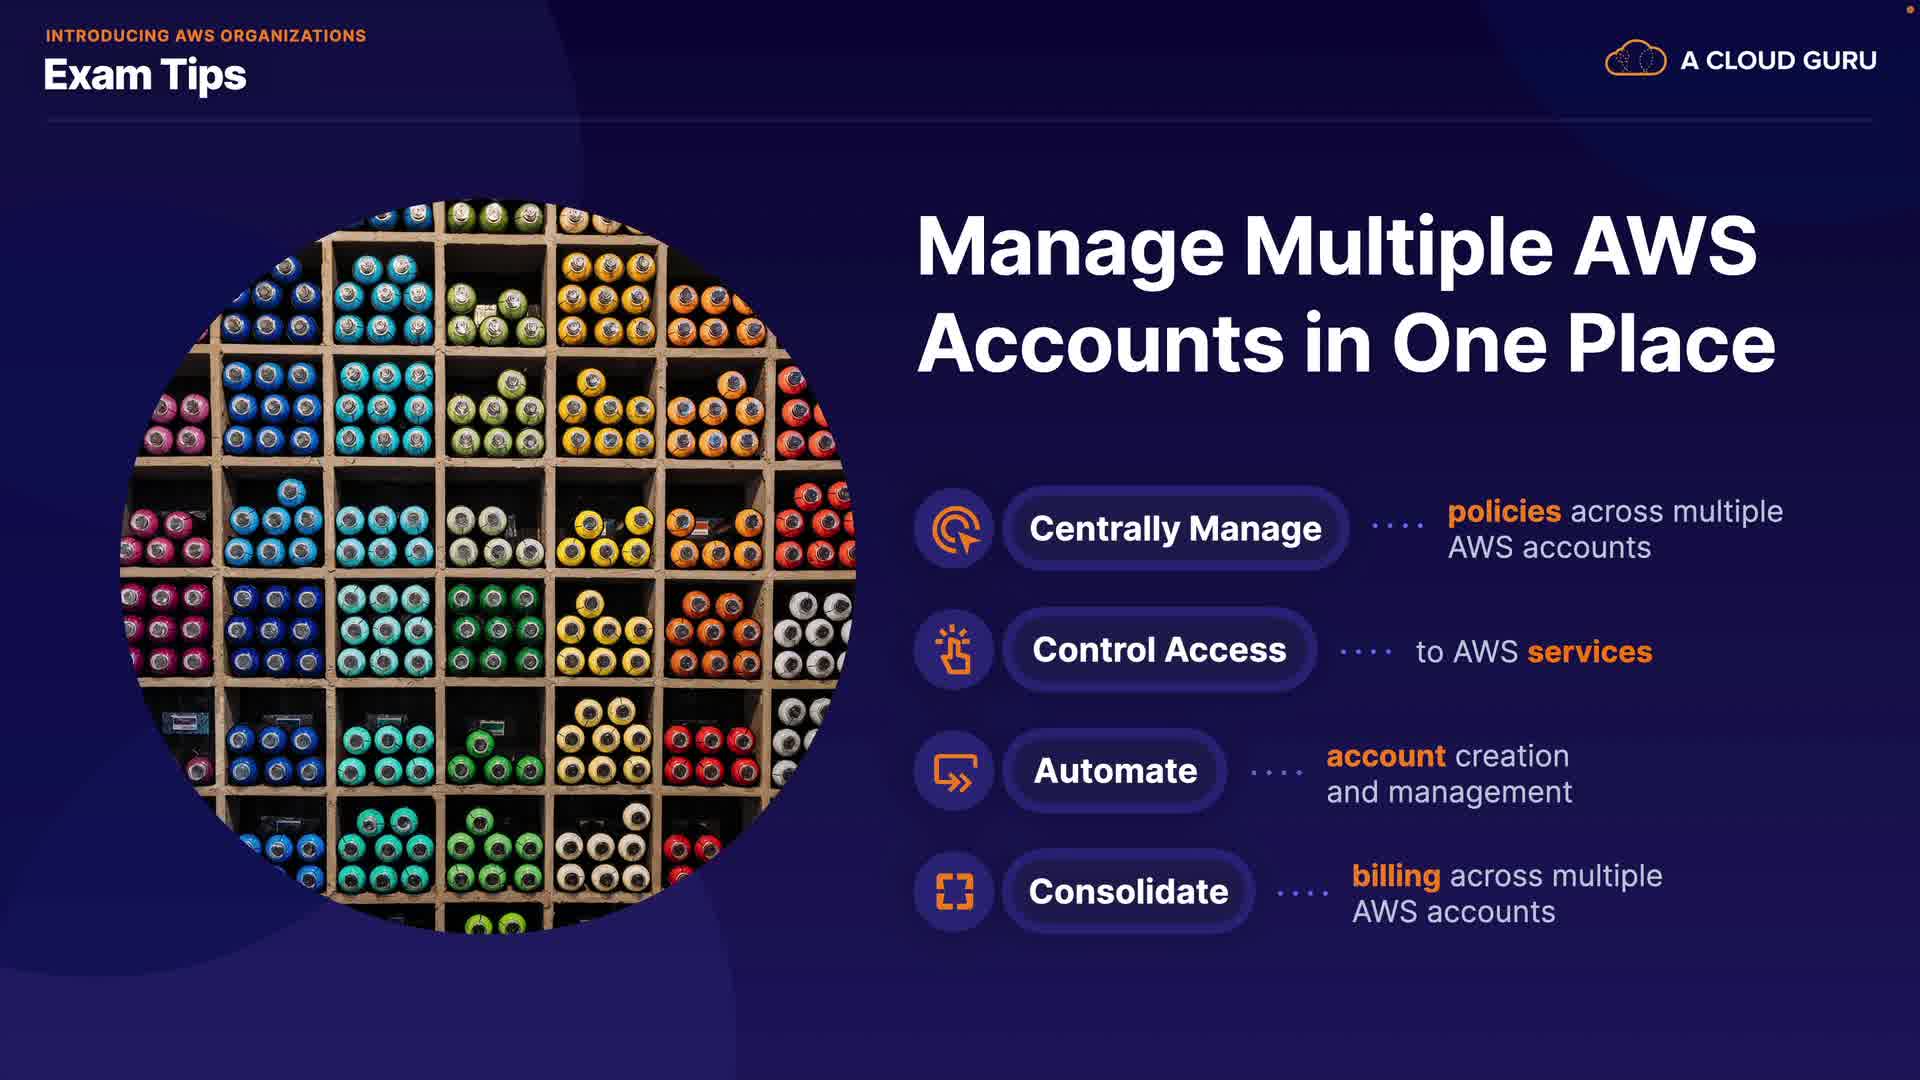 INTRODUCING AWS ORGANIZATIONS
Exam Tips
A CLOUD GURU
Manage Multiple AWS
Accounts in One Place
Centrally Manage
policies across multiple
AWS accounts
Control Access
to AWS services
Automate
account creation
and management
Consolidate
billing across multiple
AWS accounts